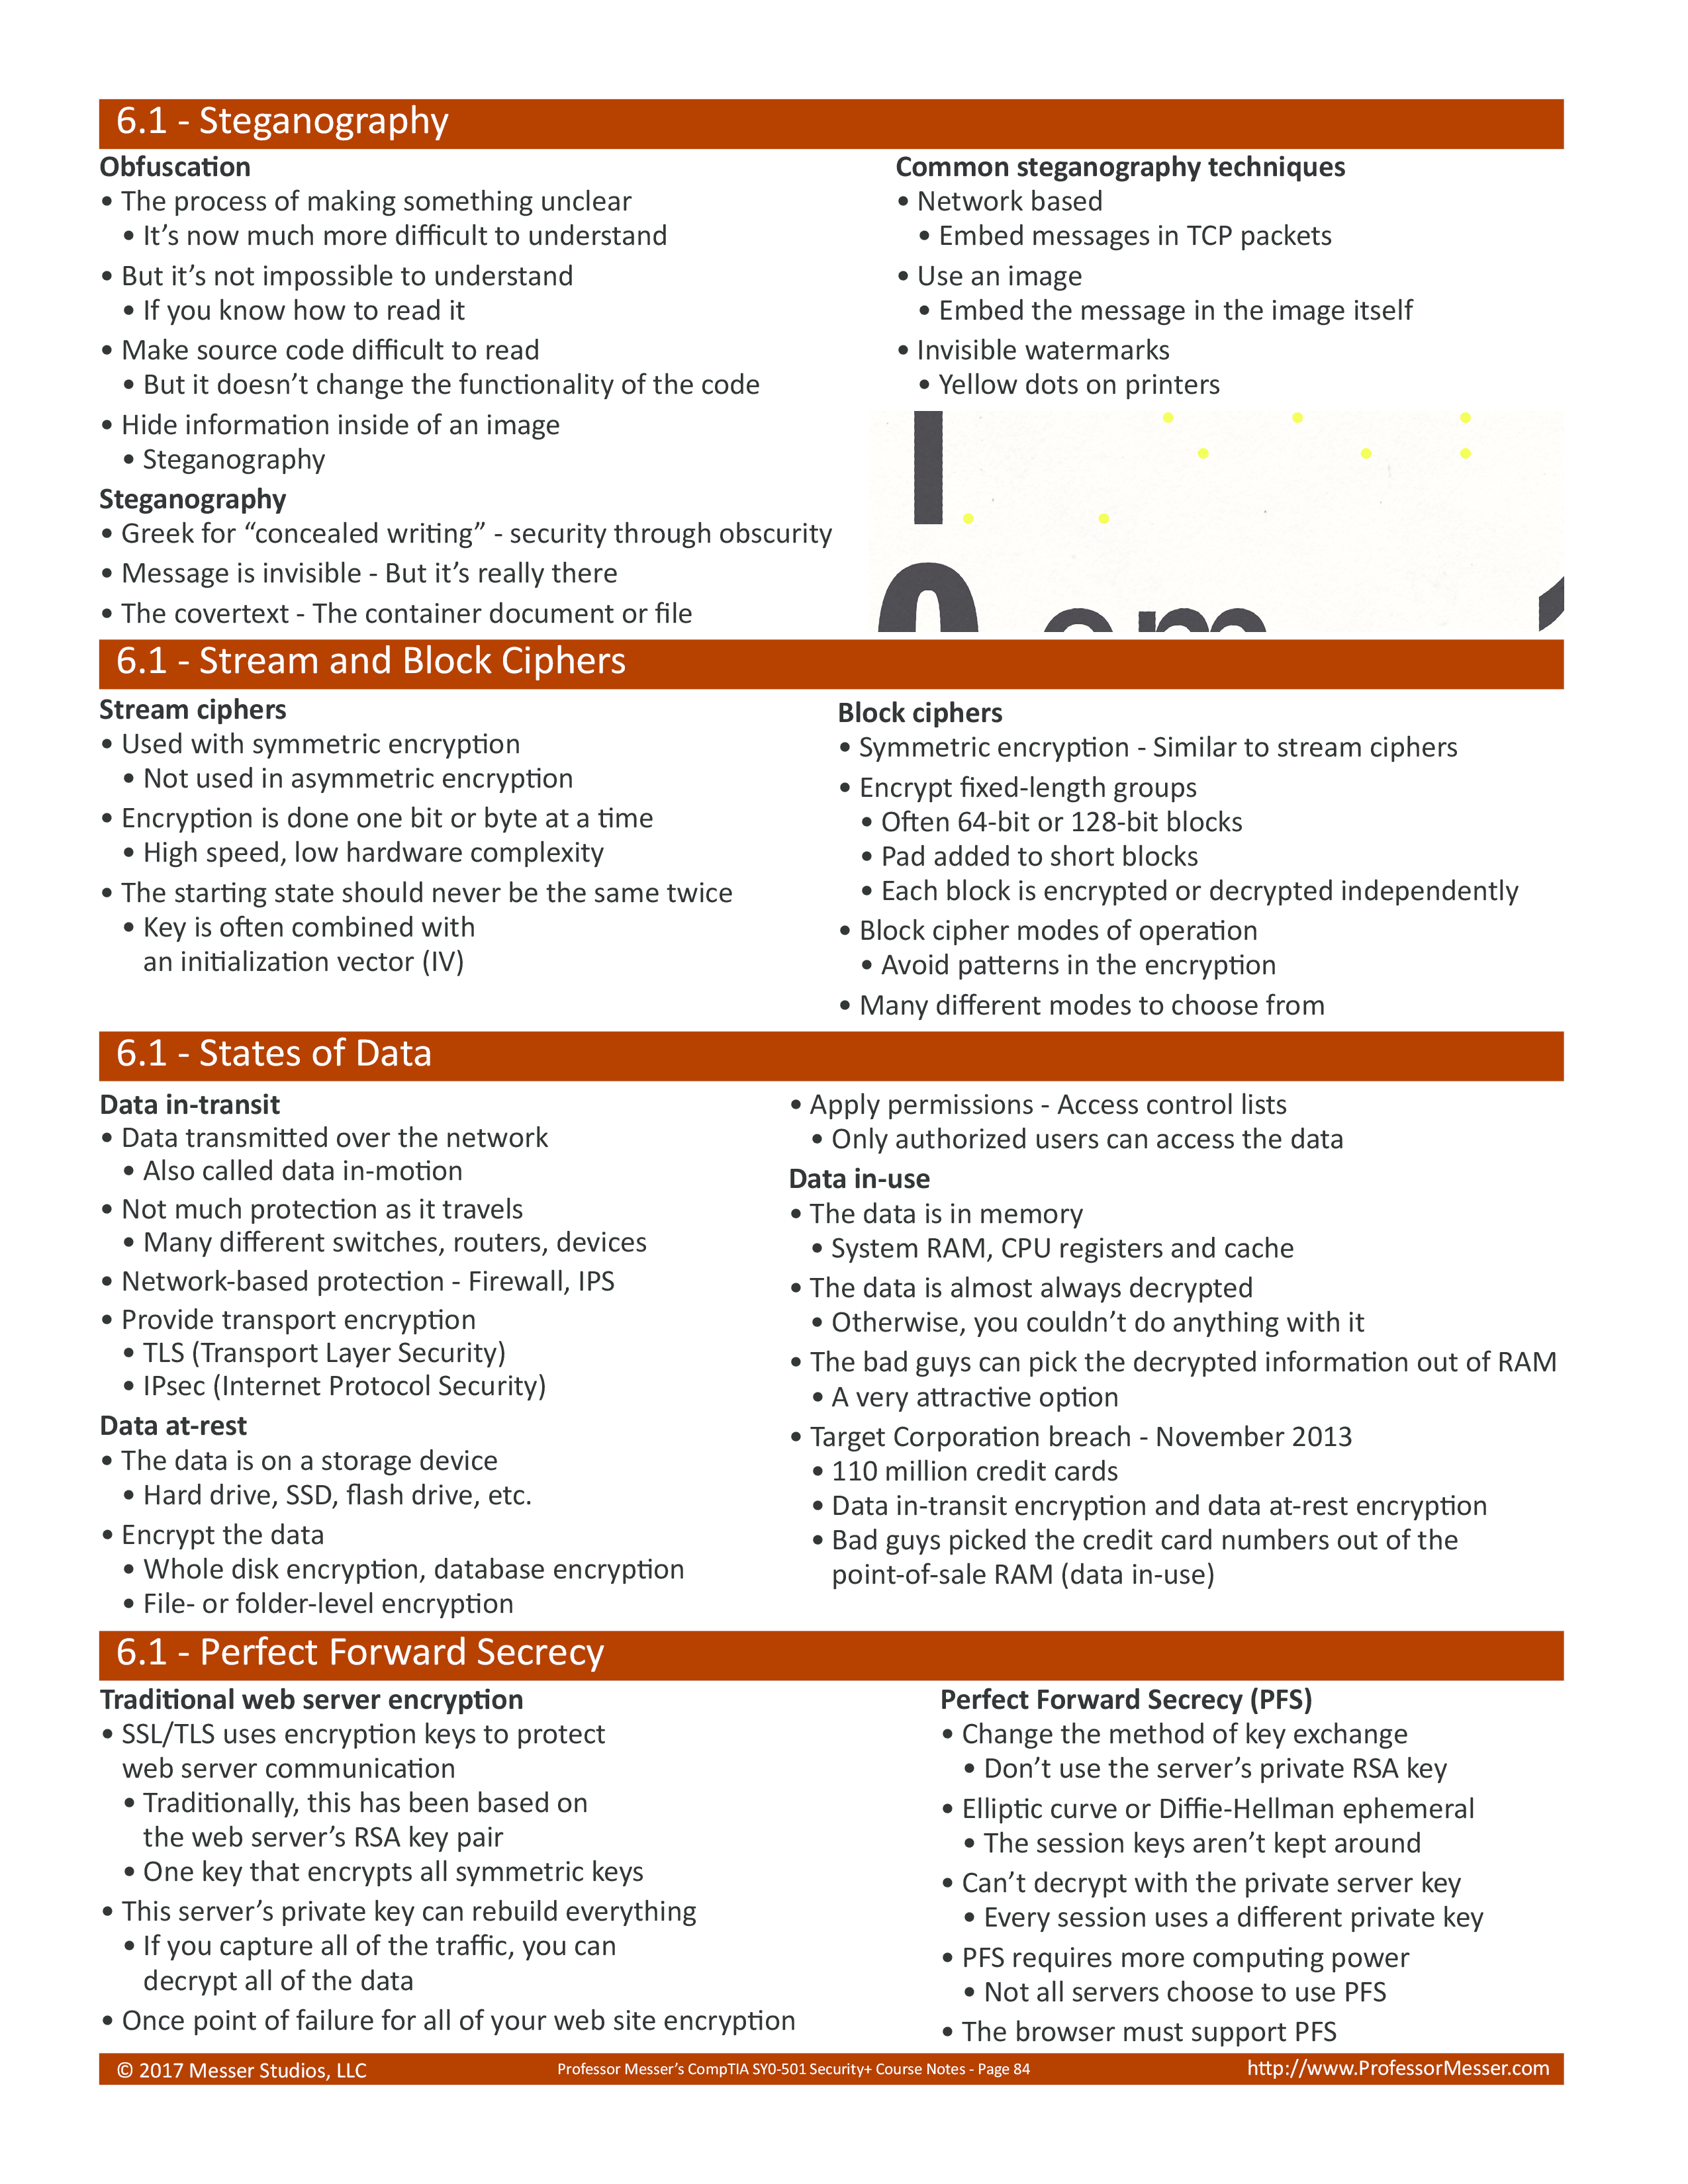 6.1 - Steganography
Obfuscation
• The process of making something unclear
• It’s now much more difficult to understand
• But it’s not impossible to understand
• If you know how to read it
• Make source code difficult to read
• But it doesn’t change the functionality of the code
• Hide information inside of an image
• Steganography
Steganography
• Greek for “concealed writing” - security through obscurity
• Message is invisible - But it’s really there
• The covertext - The container document or file
Common steganography techniques
• Network based
• Embed messages in TCP packets
• Use an image
• Embed the message in the image itself
• Invisible watermarks
• Yellow dots on printers
6.1 - Stream and Block Ciphers
Stream ciphers
• Used with symmetric encryption
• Not used in asymmetric encryption
• Encryption is done one bit or byte at a time
• High speed, low hardware complexity
• The starting state should never be the same twice
• Key is often combined with
an initialization vector (IV)
Block ciphers
• Symmetric encryption - Similar to stream ciphers
• Encrypt fixed-length groups
• Often 64-bit or 128-bit blocks
• Pad added to short blocks
• Each block is encrypted or decrypted independently
• Block cipher modes of operation
• Avoid patterns in the encryption
• Many different modes to choose from
6.1 - States of Data
Data in-transit
• Data transmitted over the network
• Also called data in-motion
• Not much protection as it travels
• Many different switches, routers, devices
• Network-based protection - Firewall, IPS
• Provide transport encryption
• TLS (Transport Layer Security)
• IPsec (Internet Protocol Security)
Data at-rest
• The data is on a storage device
• Hard drive, SSD, flash drive, etc.
• Encrypt the data
• Whole disk encryption, database encryption
• File- or folder-level encryption
• Apply permissions - Access control lists
• Only authorized users can access the data
Data in-use
• The data is in memory
• System RAM, CPU registers and cache
• The data is almost always decrypted
• Otherwise, you couldn’t do anything with it
• The bad guys can pick the decrypted information out of RAM
• A very attractive option
• Target Corporation breach - November 2013
• 110 million credit cards
• Data in-transit encryption and data at-rest encryption
• Bad guys picked the credit card numbers out of the
point-of-sale RAM (data in-use)
6.1 - Perfect Forward Secrecy
Traditional web server encryption
• SSL/TLS uses encryption keys to protect
web server communication
• Traditionally, this has been based on
the web server’s RSA key pair
• One key that encrypts all symmetric keys
• This server’s private key can rebuild everything
• If you capture all of the traffic, you can
decrypt all of the data
• Once point of failure for all of your web site encryption
Perfect Forward Secrecy (PFS)
• Change the method of key exchange
• Don’t use the server’s private RSA key
• Elliptic curve or Diffie-Hellman ephemeral
• The session keys aren’t kept around
• Can’t decrypt with the private server key
• Every session uses a different private key
• PFS requires more computing power
• Not all servers choose to use PFS
• The browser must support PFS
© 2017 Messer Studios, LLC
Professor Messer’s CompTIA SY0-501 Security+ Course Notes - Page 84
http://www.ProfessorMesser.com